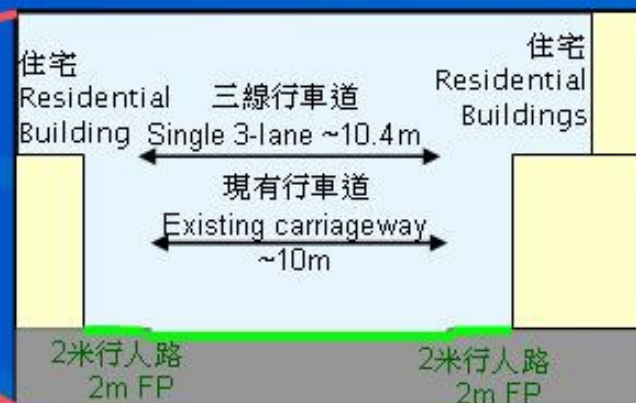 住宅
Residential
Building
住宅
Residential
Buildings
三線行車道
Single 3-lane ~10.4m
現有行車道
Existing carriageway
~10m
2米行人路
2m FP
2米行人路
2m FP